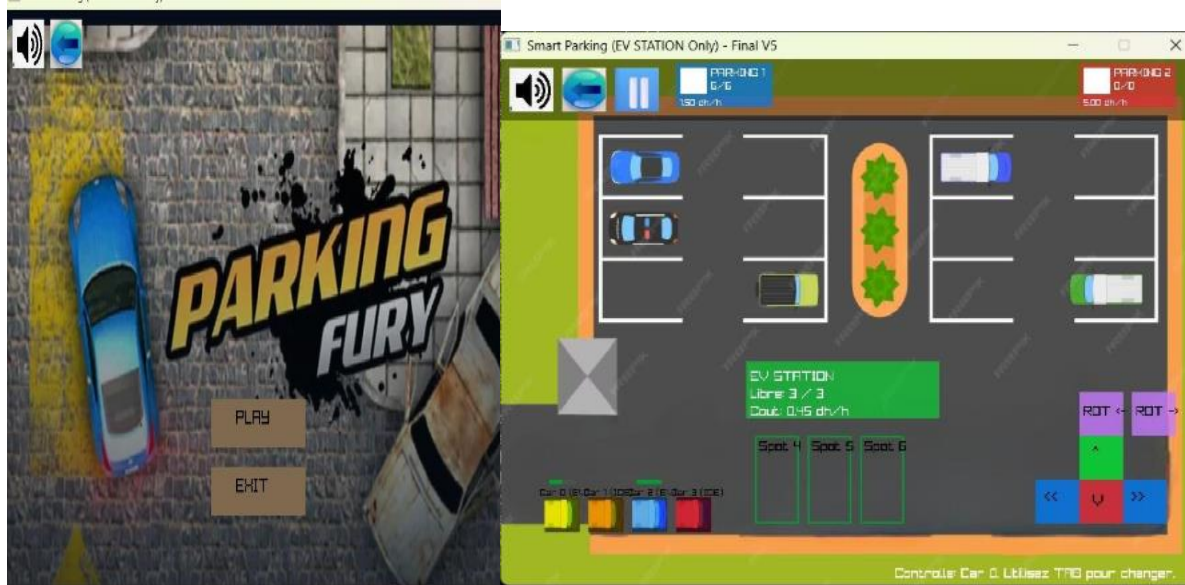 PARKING
FURY
PLAY
EXIT
Smart Parking (EV STATION Only) - Final V5
PARKING 1
6/6
1.50 dh/h
PARKING 2
0/0
5.00 dh/h
EV STATION
Libre: 3 / 3
Cout: 0.45 dh/h
Spot 4 Spot 5 Spot 6
ROT <- ROT ->
^
<< V >>
Controls: Car 0. Utilisez TAB pour changer.